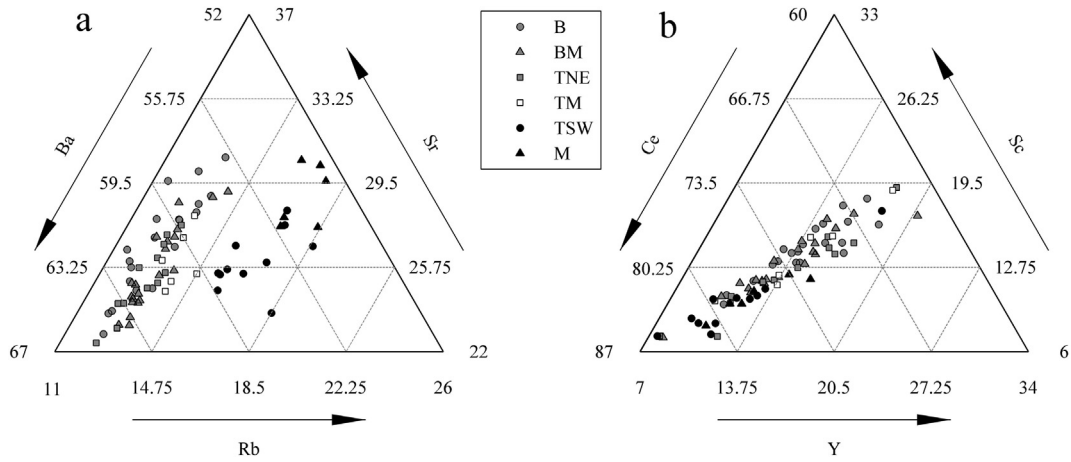 a
52 37
55.75 33.25
59.5 29.5
63.25 25.75
67 22
11 14.75 18.5 22.25 26
Ba
Sr
Rb
B
BM
TNE
TM
TSW
M
b
60 33
66.75 26.25
73.5 19.5
80.25 12.75
87 6
7 13.75 20.5 27.25 34
Ce
Sc
Y